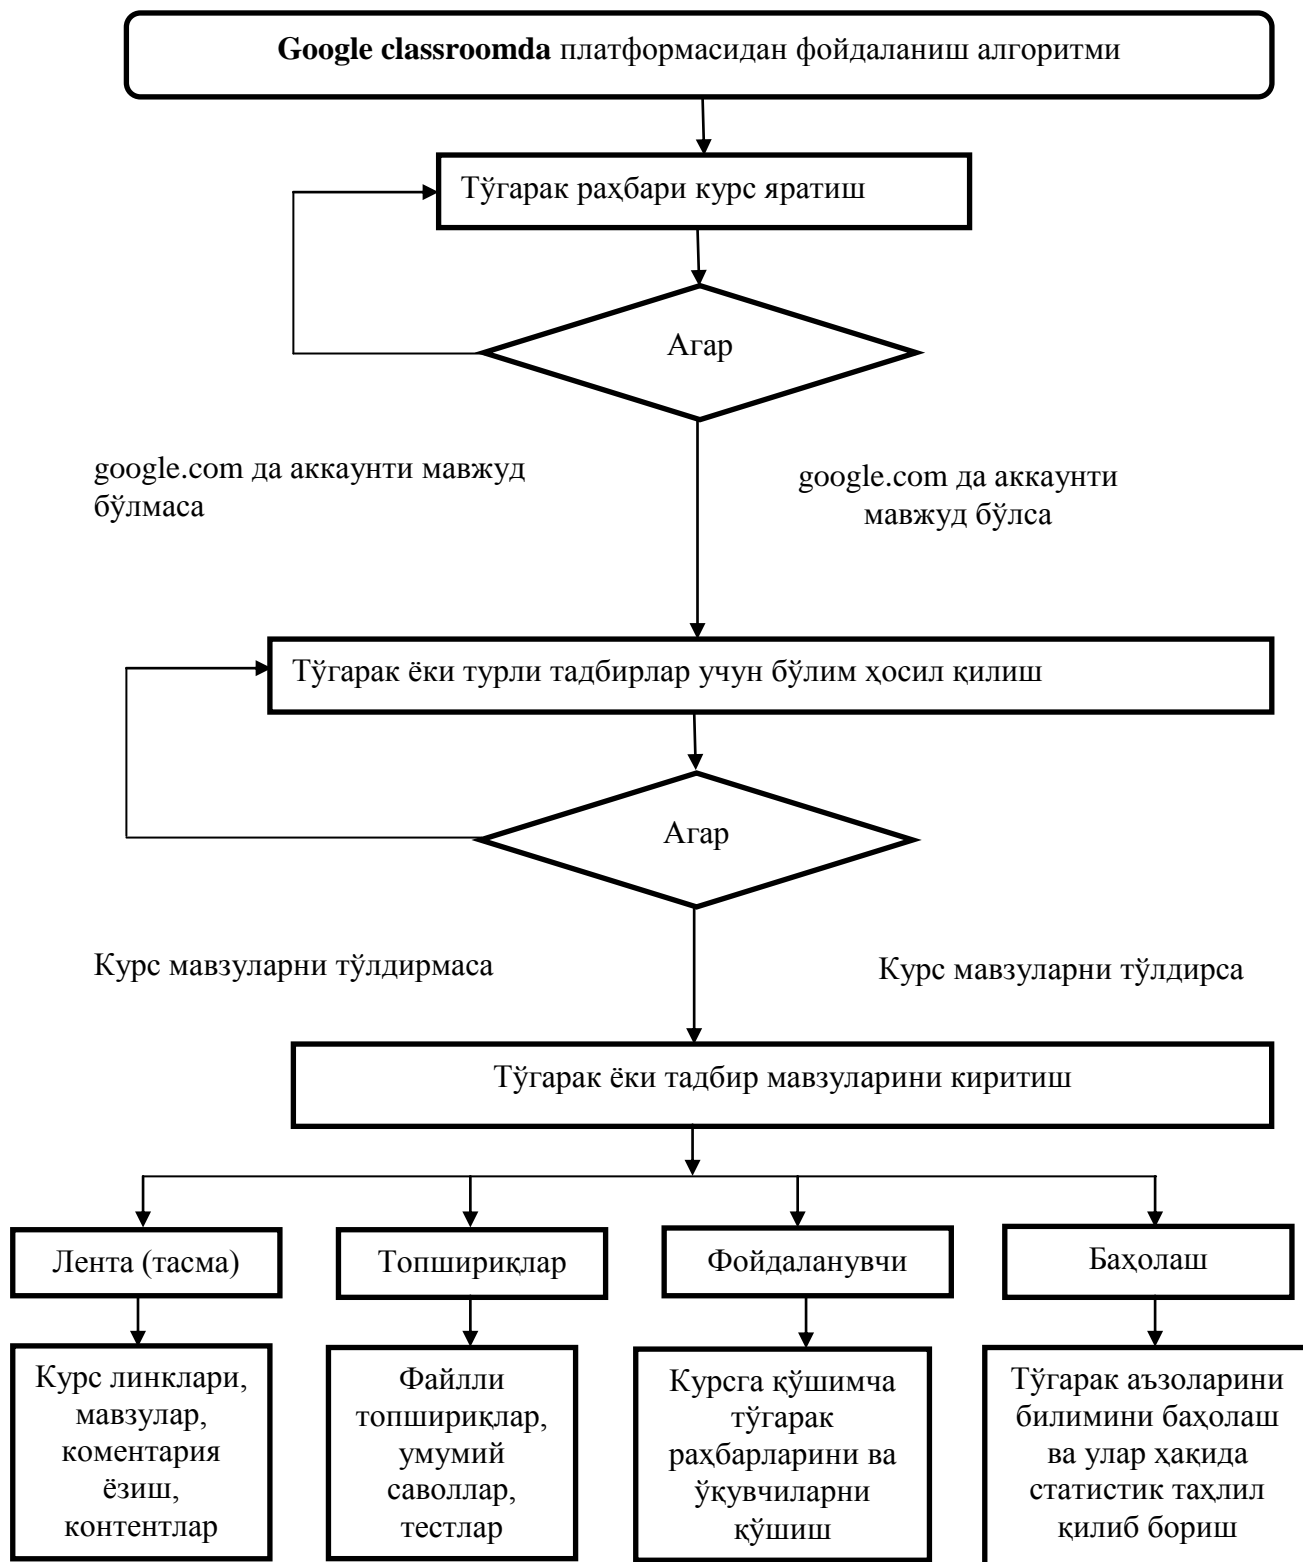 Google classroomda платформасидан фойдаланиш алгоритми
Тўгарак раҳбари курс яратиш
Агар
google.com да аккаунти мавжуд
бўлмаса
google.com да аккаунти
мавжуд бўлса
Тўгарак ёки турли тадбирлар учун бўлим ҳосил қилиш
Агар
Курс мавзуларни тўлдирмаса
Курс мавзуларни тўлдирса
Тўгарак ёки тадбир мавзуларини киритиш
Лента (тасма)
Топшириқлар
Фойдаланувчи
Баҳолаш
Курс линклари,
мавзулар,
коментария
ёзиш,
контентлар
Файлли
топшириқлар,
умумий
саволлар,
тестлар
Курсга қўшимча
тўгарак
раҳбарларини ва
ўқувчиларни
қўшиш
Тўгарак аъзоларини
билимини баҳолаш
ва улар ҳақида
статистик таҳлил
қилиб бориш